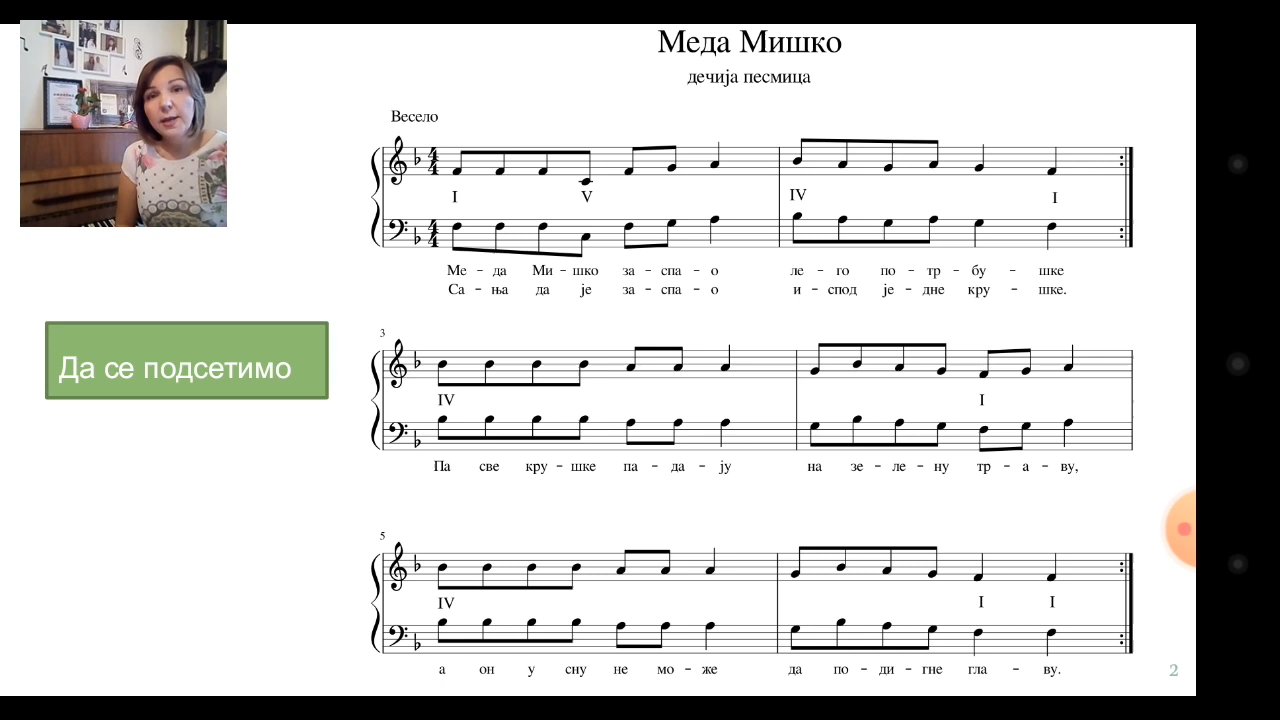 Меда Мишко
дечија песмица
Весело
I V IV I
Ме - да Ми - шко за - спа - о ле - го по - тр - бу - шке
Са - ња да је за - спа - о и - спод је - дне кру - шке.
Да се подсетимо
3
IV I
Па све кру - шке па - да - ју на зе - ле - ну тр - а - ву,
5
IV I I
а он у сну не мо - же да по - ди - гне гла - ву.
2